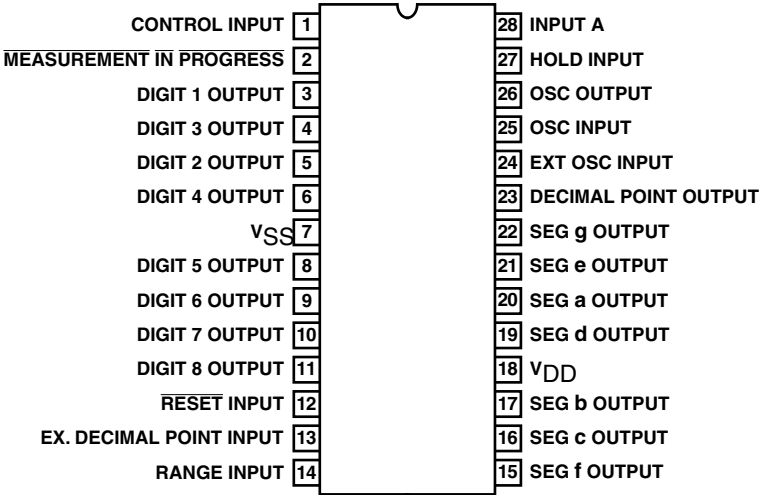 CONTROL INPUT 1 28 INPUT A
MEASUREMENT IN PROGRESS 2 27 HOLD INPUT
DIGIT 1 OUTPUT 3 26 OSC OUTPUT
DIGIT 3 OUTPUT 4 25 OSC INPUT
DIGIT 2 OUTPUT 5 24 EXT OSC INPUT
DIGIT 4 OUTPUT 6 23 DECIMAL POINT OUTPUT
VSS 7 22 SEG g OUTPUT
DIGIT 5 OUTPUT 8 21 SEG e OUTPUT
DIGIT 6 OUTPUT 9 20 SEG a OUTPUT
DIGIT 7 OUTPUT 10 19 SEG d OUTPUT
DIGIT 8 OUTPUT 11 18 VDD
RESET INPUT 12 17 SEG b OUTPUT
EX. DECIMAL POINT INPUT 13 16 SEG c OUTPUT
RANGE INPUT 14 15 SEG f OUTPUT